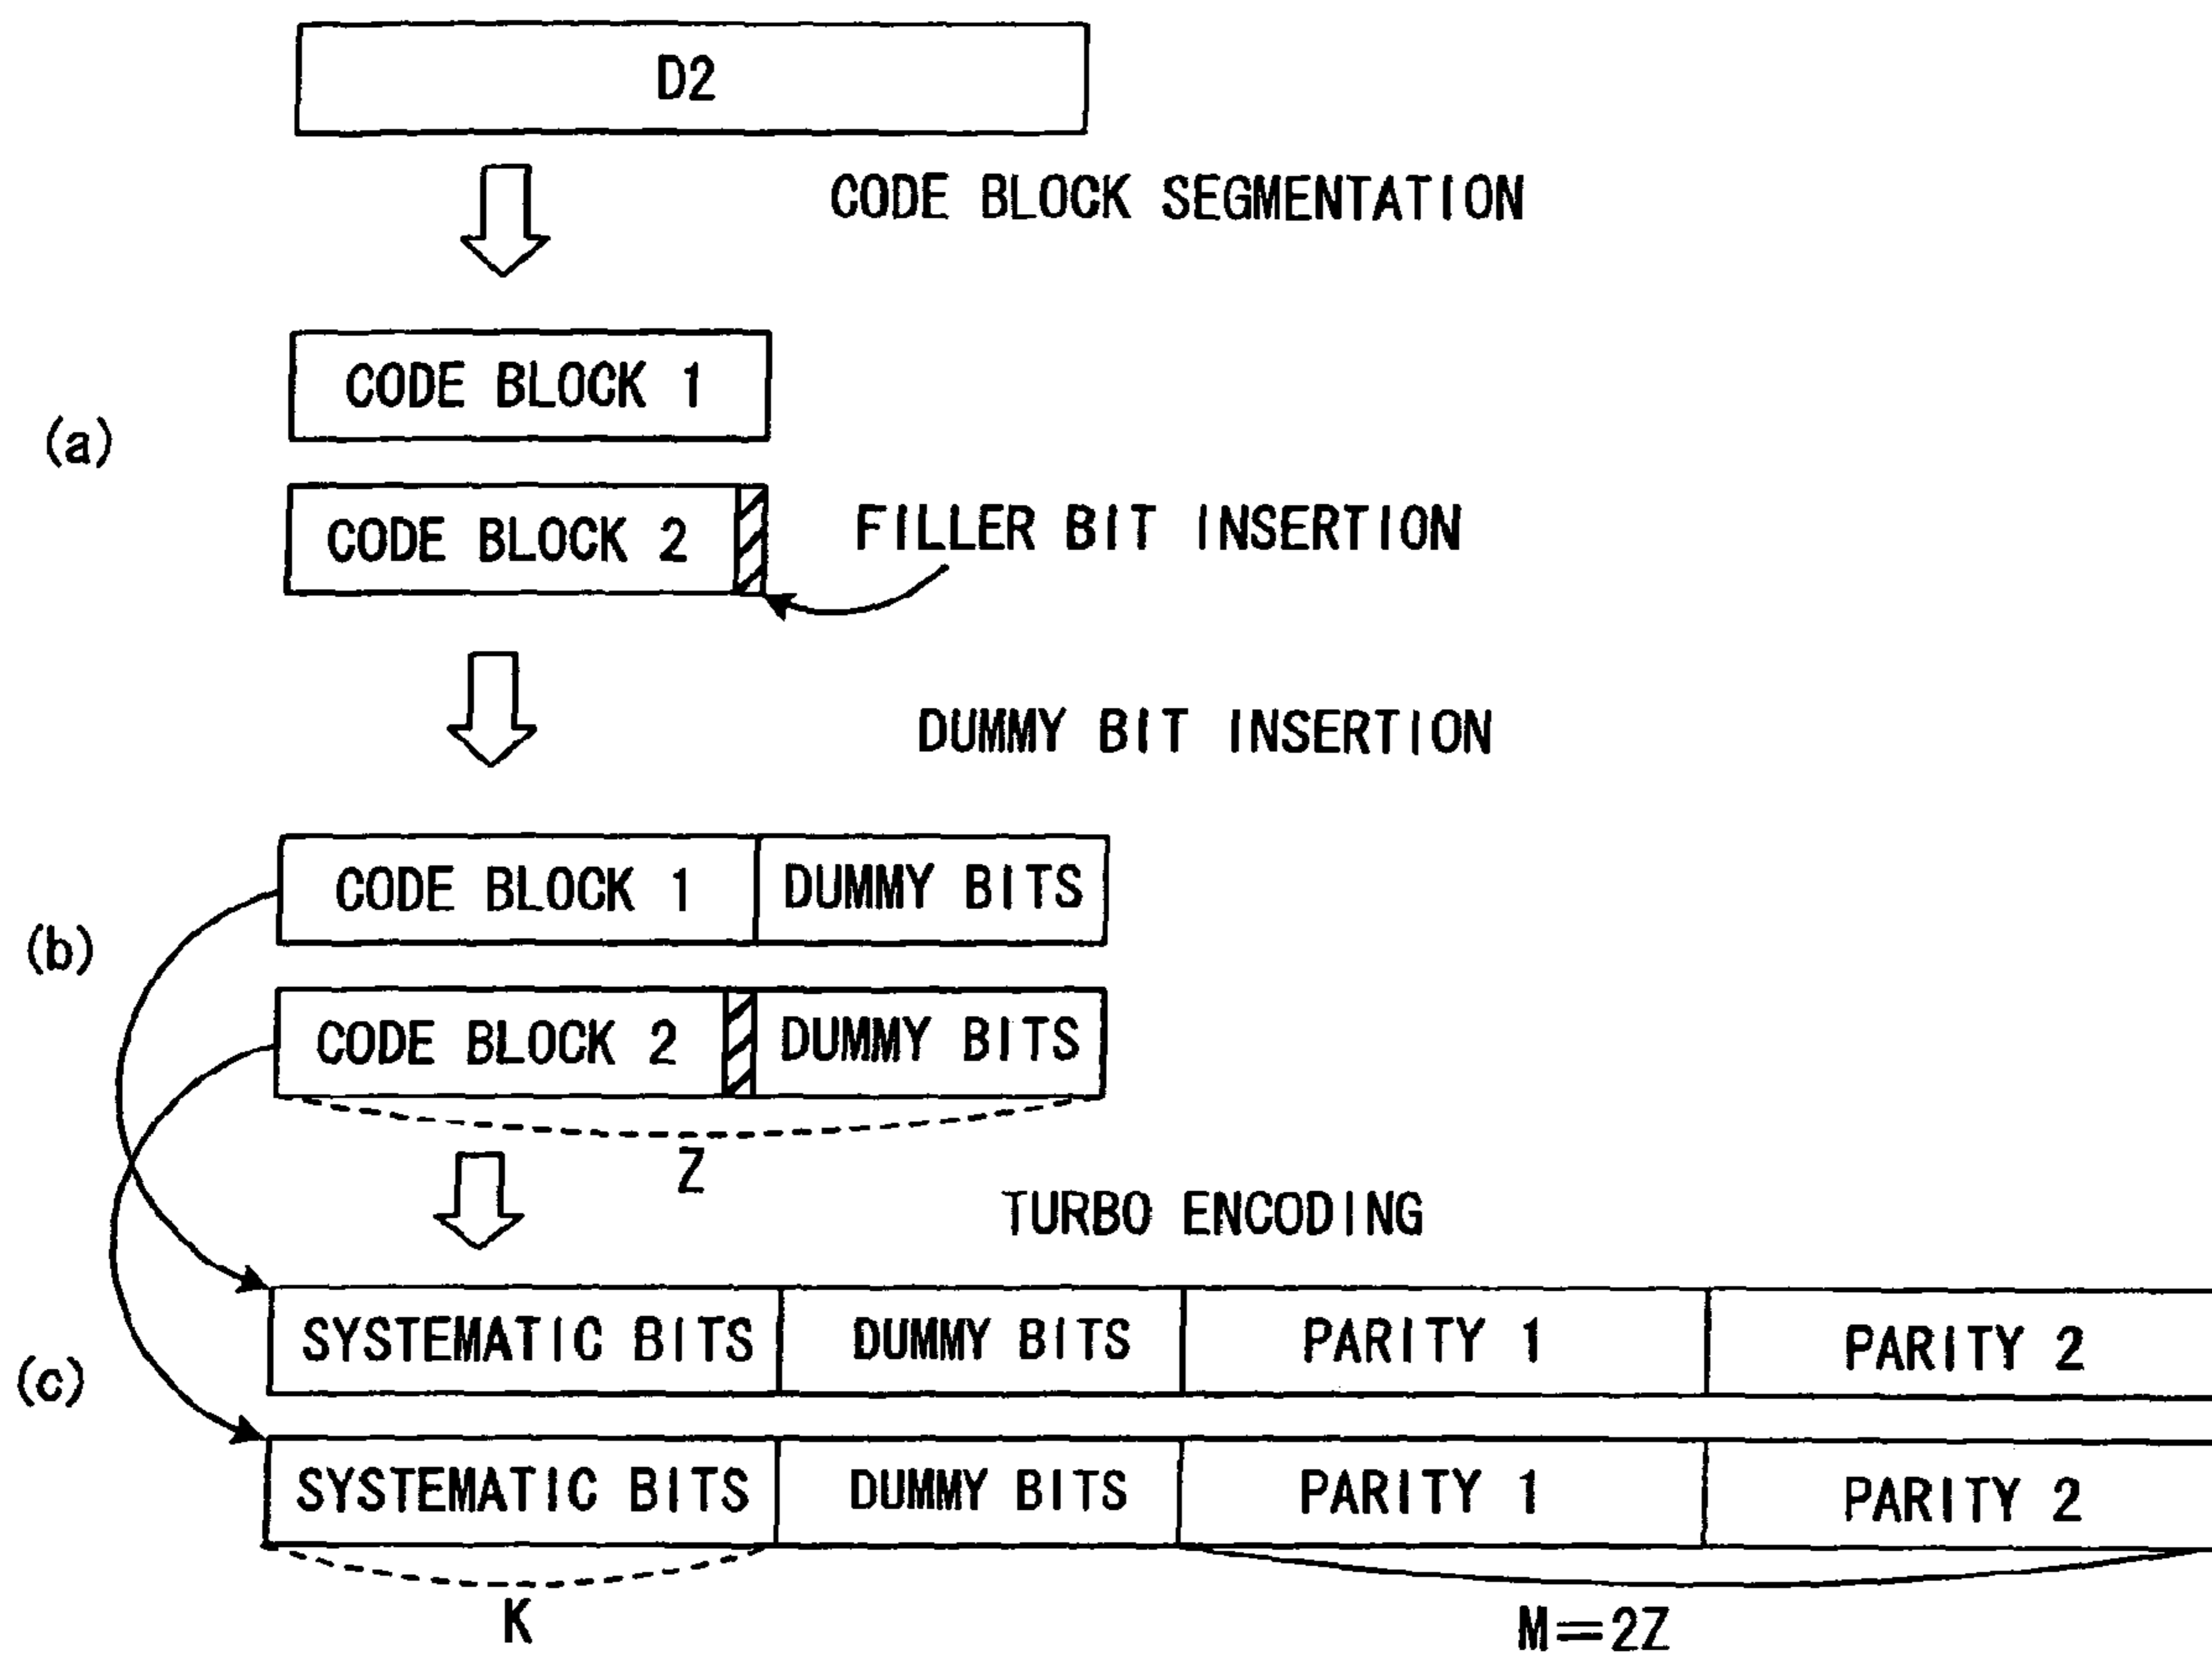 D2
CODE BLOCK SEGMENTATION
CODE BLOCK 1
(a)
CODE BLOCK 2
FILLER BIT INSERTION
DUMMY BIT INSERTION
CODE BLOCK 1 DUMMY BITS
(b)
CODE BLOCK 2 DUMMY BITS
Z
TURBO ENCODING
SYSTEMATIC BITS DUMMY BITS PARITY 1 PARITY 2
(c)
SYSTEMATIC BITS DUMMY BITS PARITY 1 PARITY 2
K
M=2Z